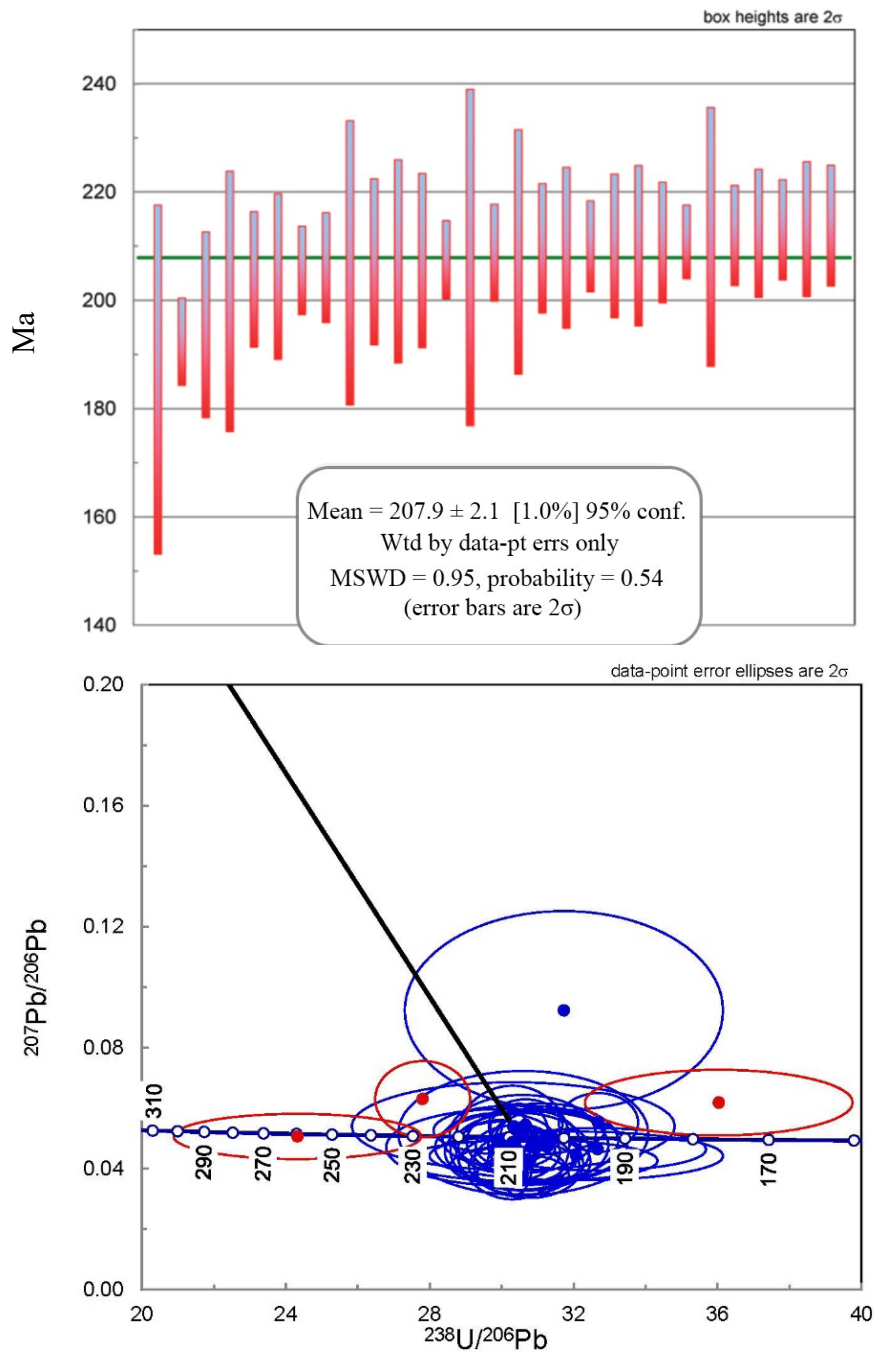 box heights are 2σ
240
220
200
180
160
140
Ma
Mean = 207.9 ± 2.1 [1.0%] 95% conf.
Wtd by data-pt errs only
MSWD = 0.95, probability = 0.54
(error bars are 2σ)
data-point error ellipses are 2σ
0.20
0.16
0.12
0.08
0.04
0.00
207Pb/206Pb
310
290
270
250
230
210
190
170
20
24
28
32
36
40
238U/206Pb